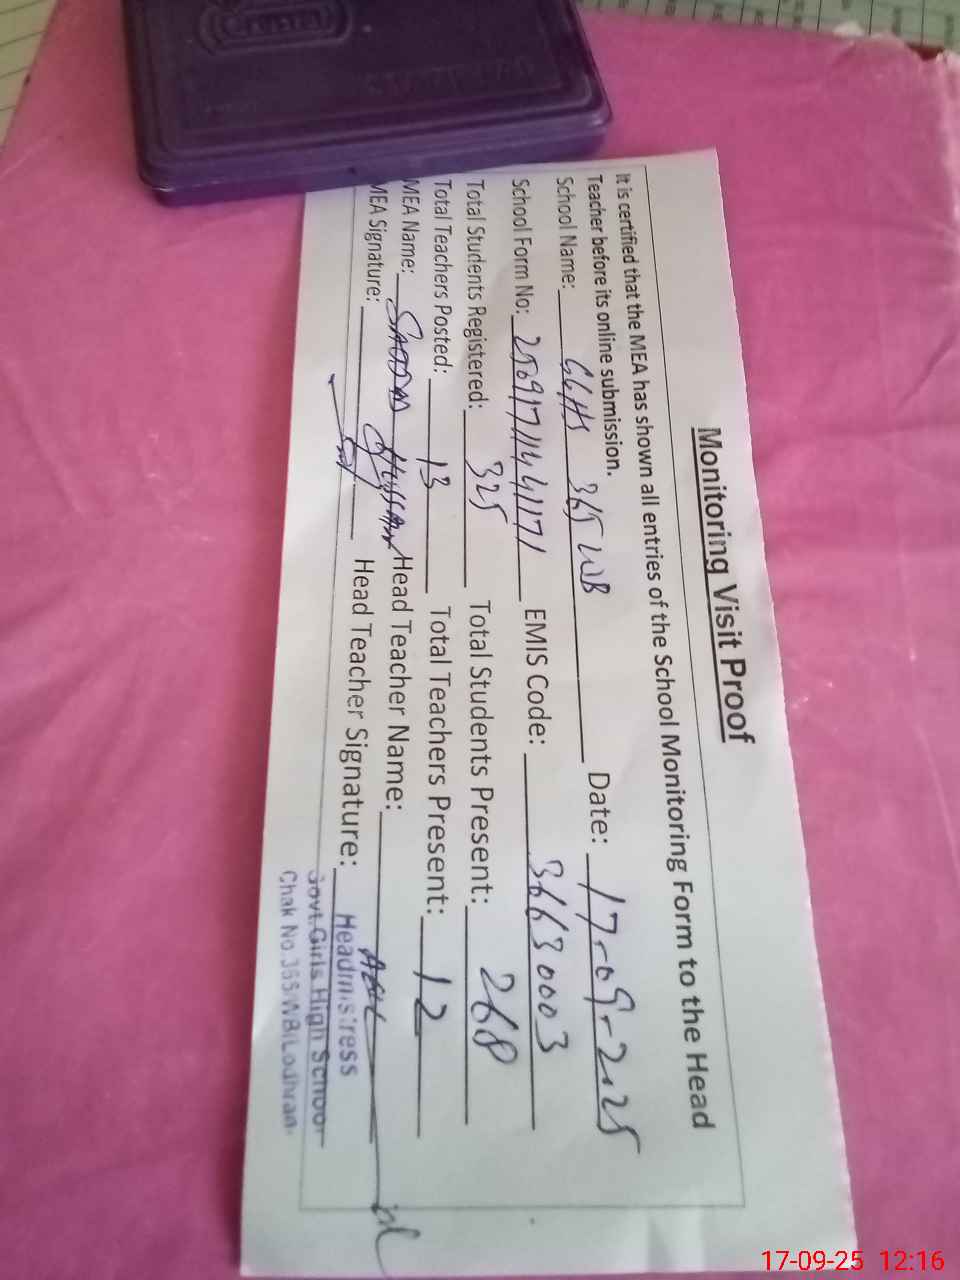 Monitoring Visit Proof
It is certified that the MEA has shown all entries of the School Monitoring Form to the Head
Teacher before its online submission.
School Name: GGHS 365 WB Date: 17-09-2025
School Form No: EMIS Code: 36630003
Total Students Registered: 325 Total Students Present: 268
Total Teachers Posted: 13 Total Teachers Present: 12
MEA Name: Head Teacher Name:
MEA Signature: Head Teacher Signature:
Headmistress
Govt. Girls High School
Chak No.365/WB/Lodhran.
17-09-25 12:16